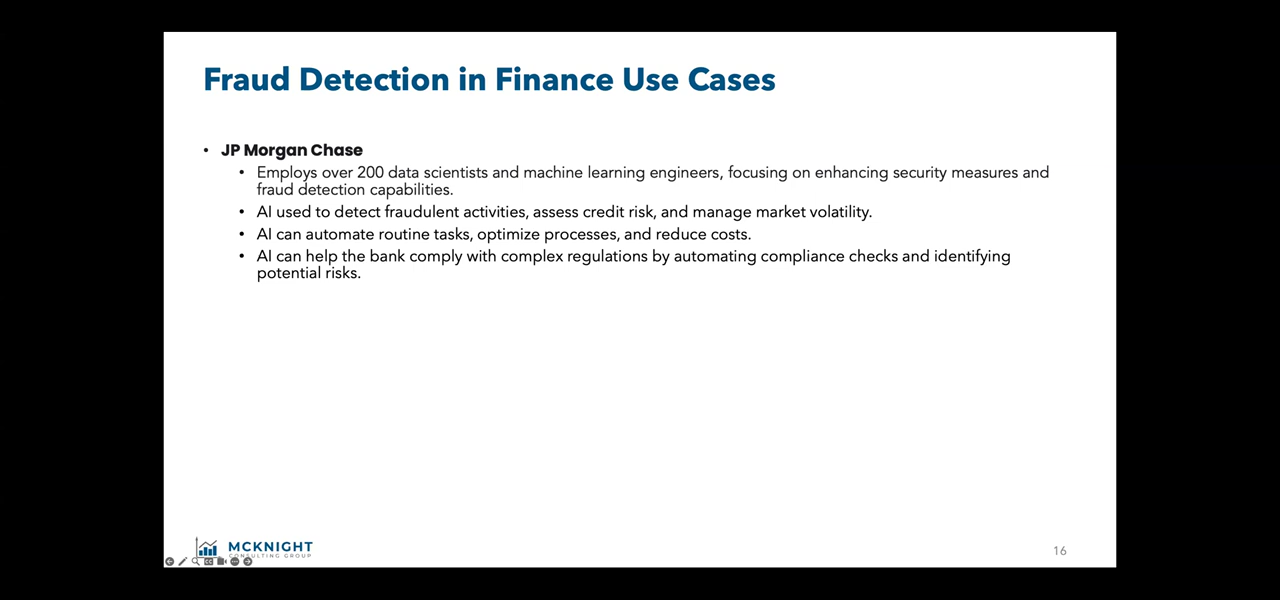 Fraud Detection in Finance Use Cases
• JP Morgan Chase
• Employs over 200 data scientists and machine learning engineers, focusing on enhancing security measures and
fraud detection capabilities.
• AI used to detect fraudulent activities, assess credit risk, and manage market volatility.
• AI can automate routine tasks, optimize processes, and reduce costs.
• AI can help the bank comply with complex regulations by automating compliance checks and identifying
potential risks.
MCKNIGHT
CONSULTING GROUP
16